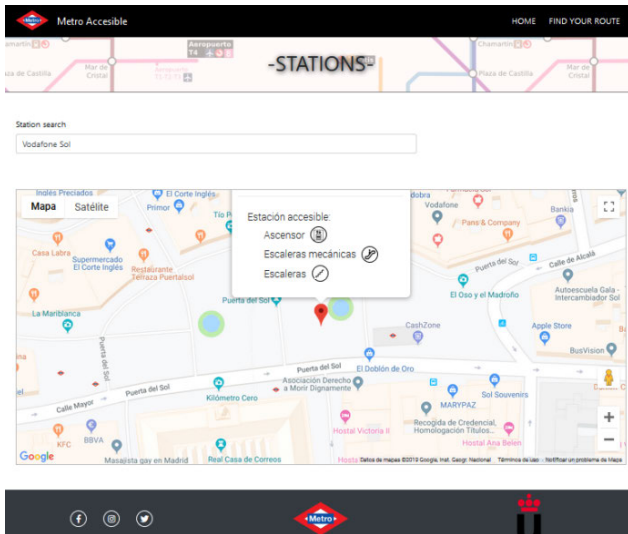 Metro
Metro Accesible
HOME
FIND YOUR ROUTE
Aeropuerto
T4
Aeropuerto
T1-T2-T3
Mar de
Cristal
-STATIONS-
Chamartín
Plaza de Castilla
Mar de
Cristal
Station search
Vodafone Sol
Mapa
Satélite
Inglés Preciados
El Corte Inglés
Primor
Tío P
Casa Labra
Supermercado
El Corte Inglés
Restaurante
Terraza Puertalsol
La Mariblanca
Puerta del Sol
Estación accesible:
Ascensor
Escaleras mecánicas
Escaleras
Vodafone
Pans & Company
Bankia
Puerta del Sol
Calle de Alcalá
El Oso y el Madroño
Autoescuela Gala -
Intercambiador Sol
CashZone
Apple Store
BusVision
Puerta del Sol
Puerta del Sol
El Doblón de Oro
Asociación Derecho
a Morir Dignamente
Calle Mayor
Puerta del Sol
Kilómetro Cero
Sol Souvenirs
MARYPAZ
Recogida de Credencial,
Homologación Títulos...
Hostal Victoria II
Hostal Ana Belén
KFC
BBVA
Masajista gay en Madrid
Real Casa de Correos
Google
Datos de mapas ©2019 Google, Inst. Geogr. Nacional
Términos de uso
Notificar un problema de Maps
Metro